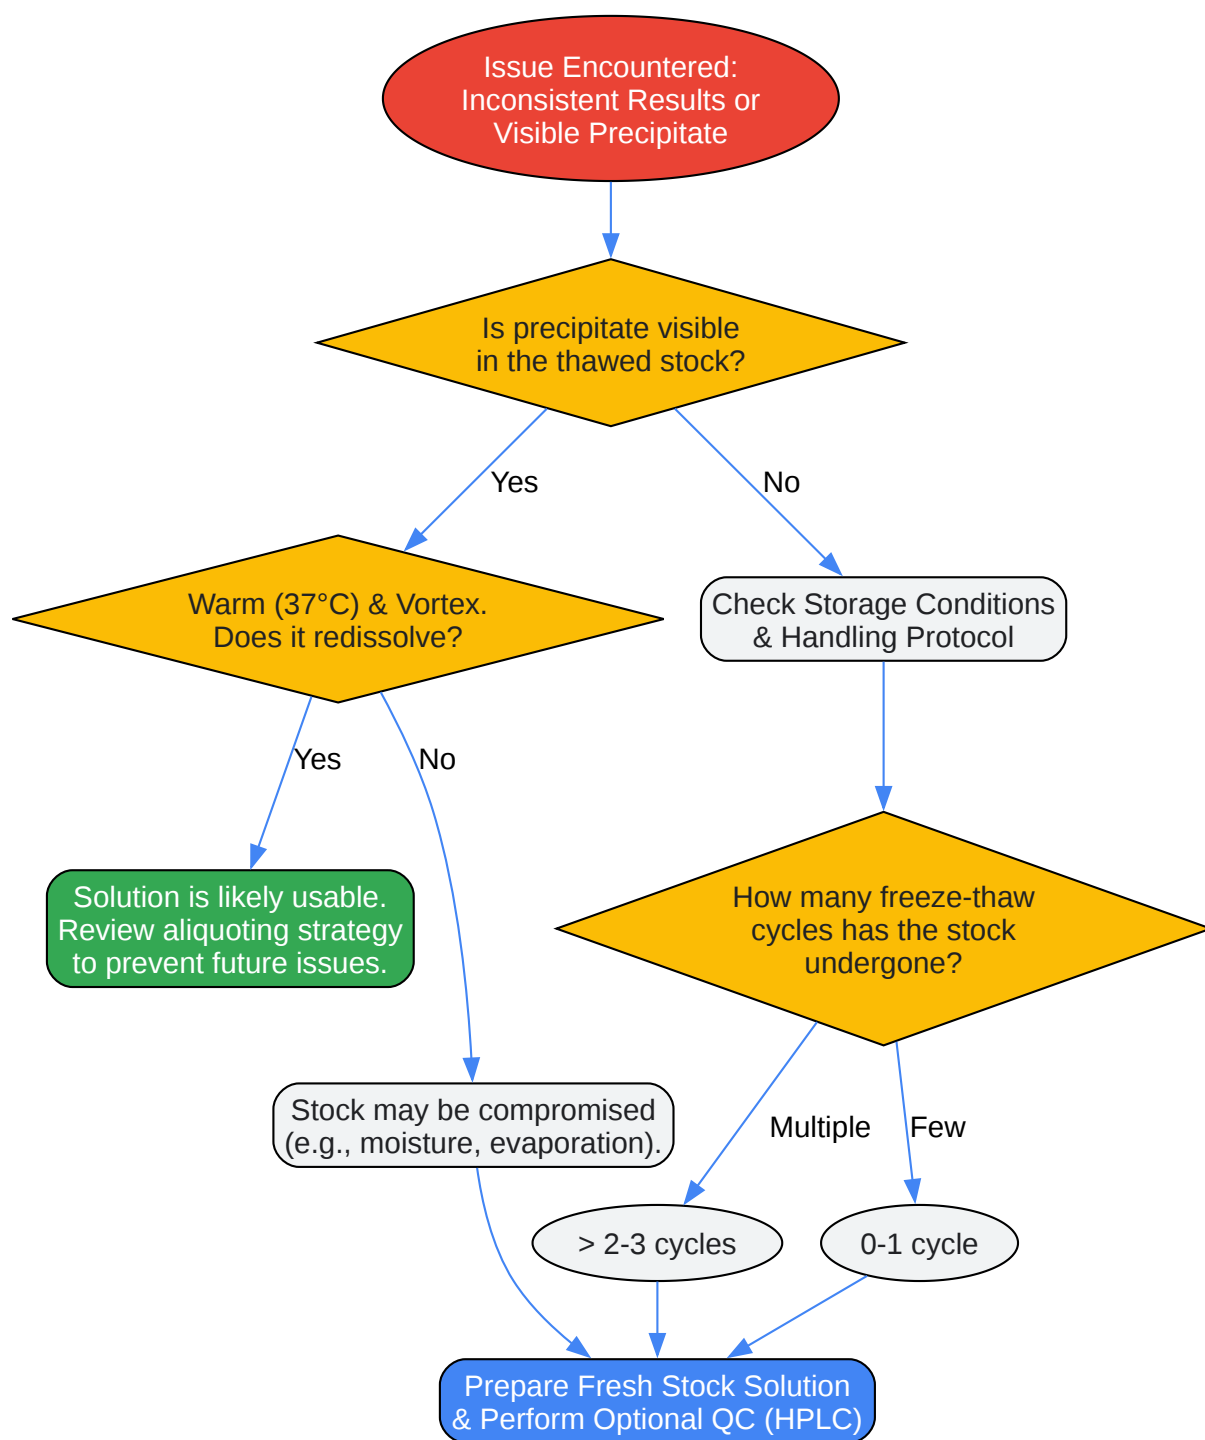 Issue Encountered:
Inconsistent Results or
Visible Precipitate
Is precipitate visible
in the thawed stock?
Yes
No
Warm (37°C) & Vortex.
Does it redissolve?
Check Storage Conditions
& Handling Protocol
Yes
No
Solution is likely usable.
Review aliquoting strategy
to prevent future issues.
How many freeze-thaw
cycles has the stock
undergone?
Stock may be compromised
(e.g., moisture, evaporation).
Multiple
Few
> 2-3 cycles
0-1 cycle
Prepare Fresh Stock Solution
& Perform Optional QC (HPLC)